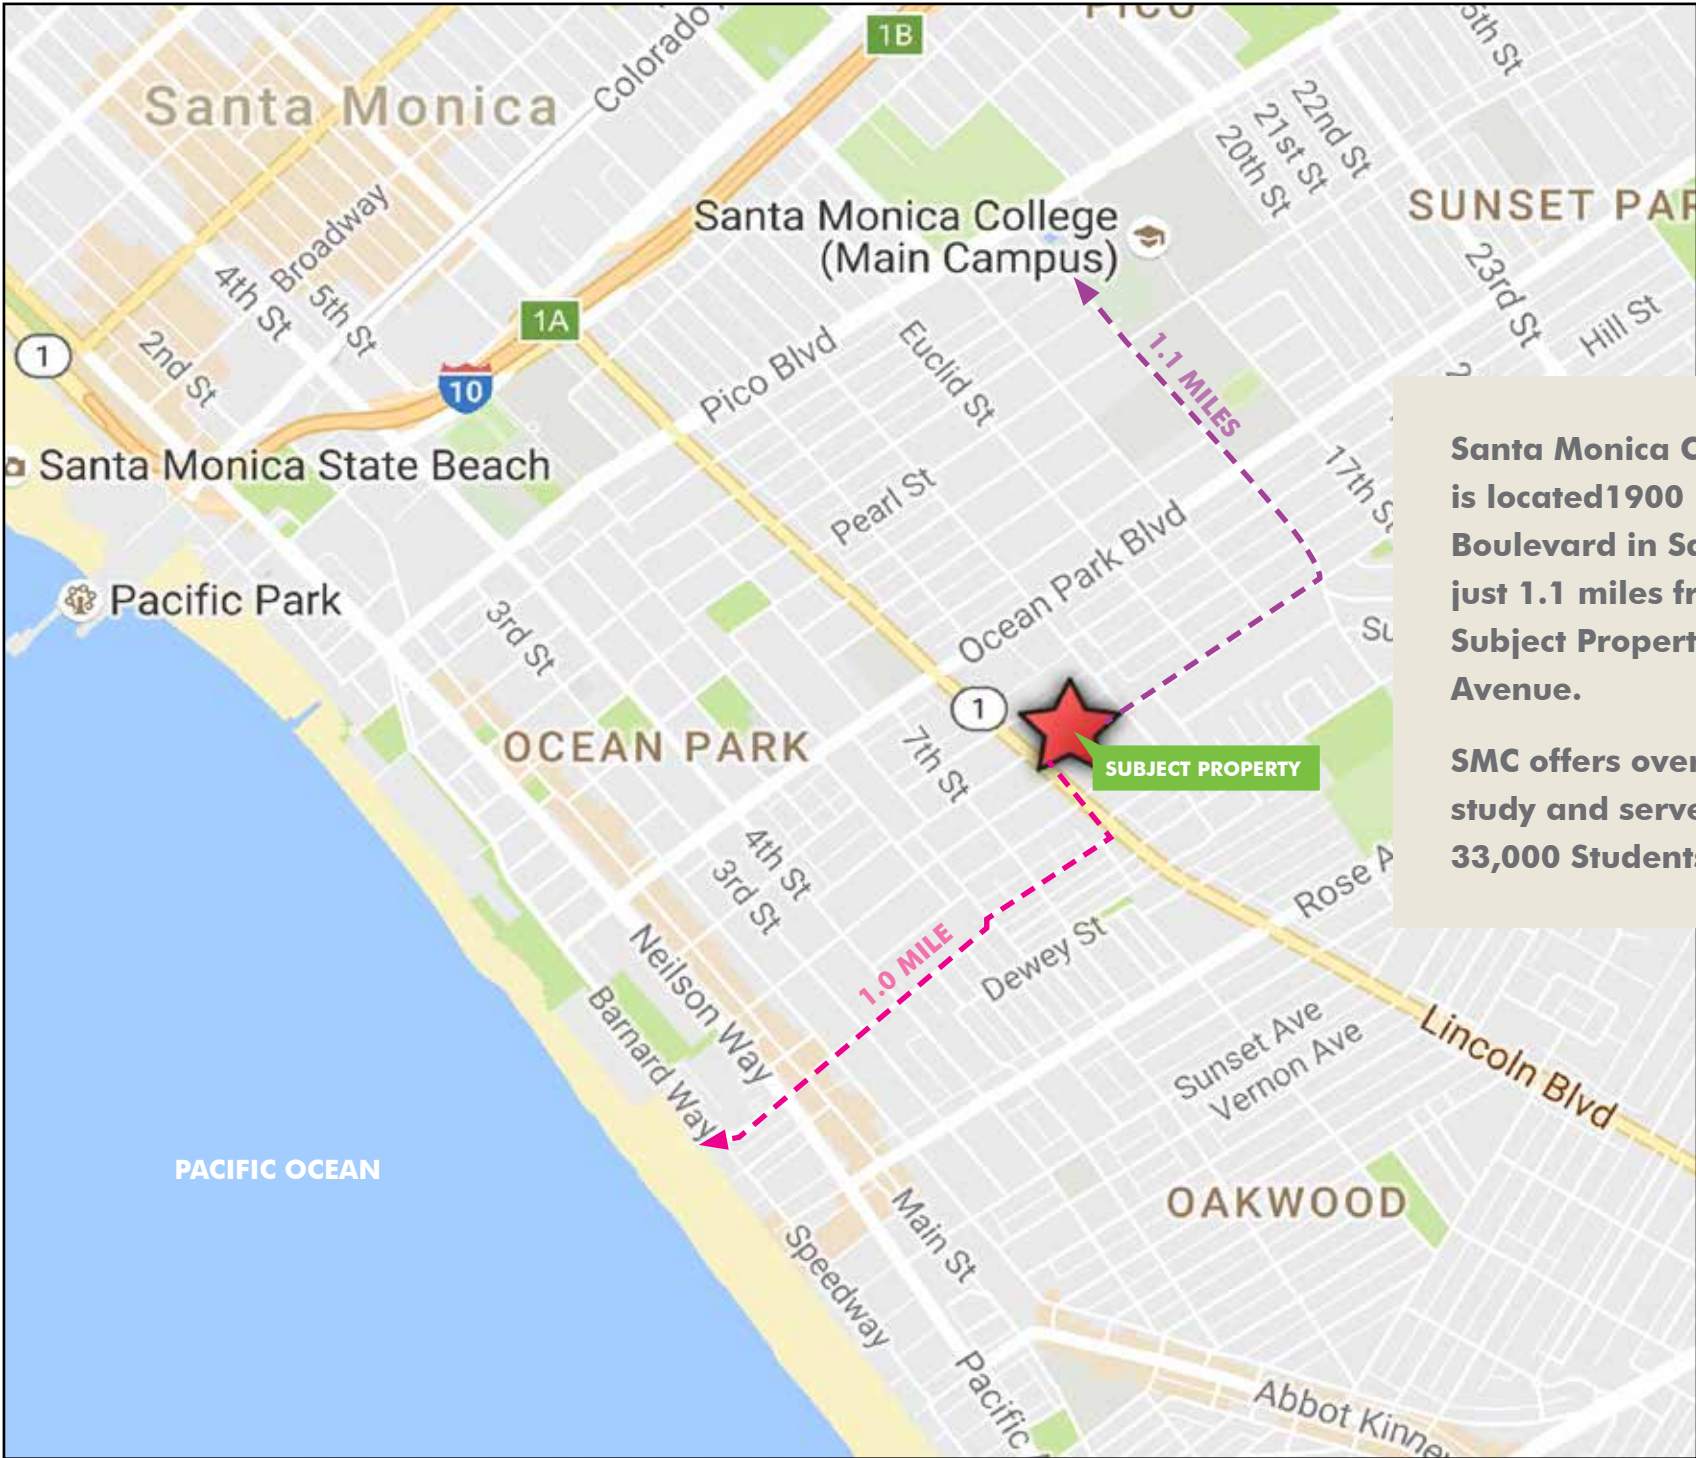 PICO
1B
Colorado
5th St
Santa Monica
22nd St
21st St
20th St
Santa Monica College
(Main Campus)
SUNSET PAR
Broadway
4th St
5th St
23rd St
Hill St
1A
1
2nd St
10
Pico Blvd
Euclid St
1.1 MILES
2
Santa Monica State Beach
Pearl St
17th S
Ocean Park Blvd
Pacific Park
3rd St
Su
Santa Monica C
is located1900
Boulevard in Sa
just 1.1 miles fr
Subject Propert
Avenue.
SMC offers over
study and serve
33,000 Students
1
OCEAN PARK
7th St
SUBJECT PROPERTY
4th St
3rd St
Rose A
Neilson Way
1.0 MILE
Dewey St
Barnard Way
Sunset Ave
Vernon Ave
Lincoln Blvd
PACIFIC OCEAN
OAKWOOD
Main St
Speedway
Pacific A
Abbot Kinney